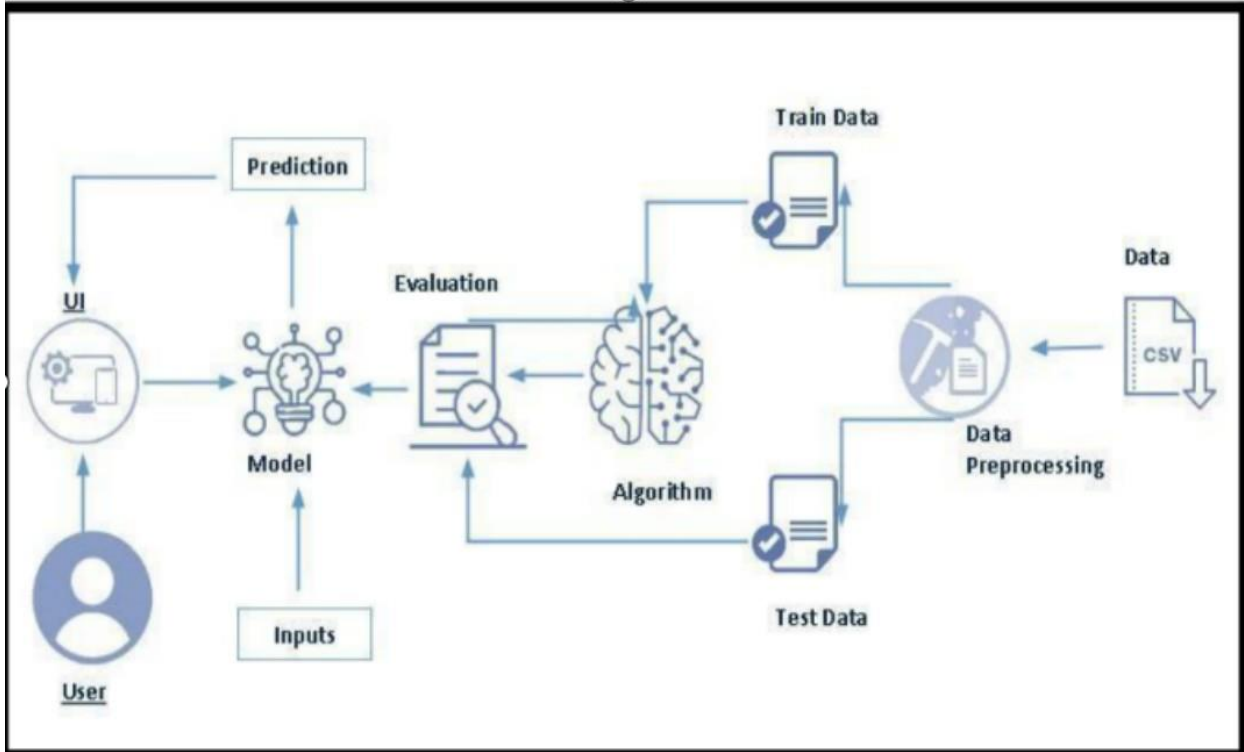 Train Data
Prediction
Data
Evaluation
UI
CSV
Data
Preprocessing
Model
Algorithm
Test Data
Inputs
User